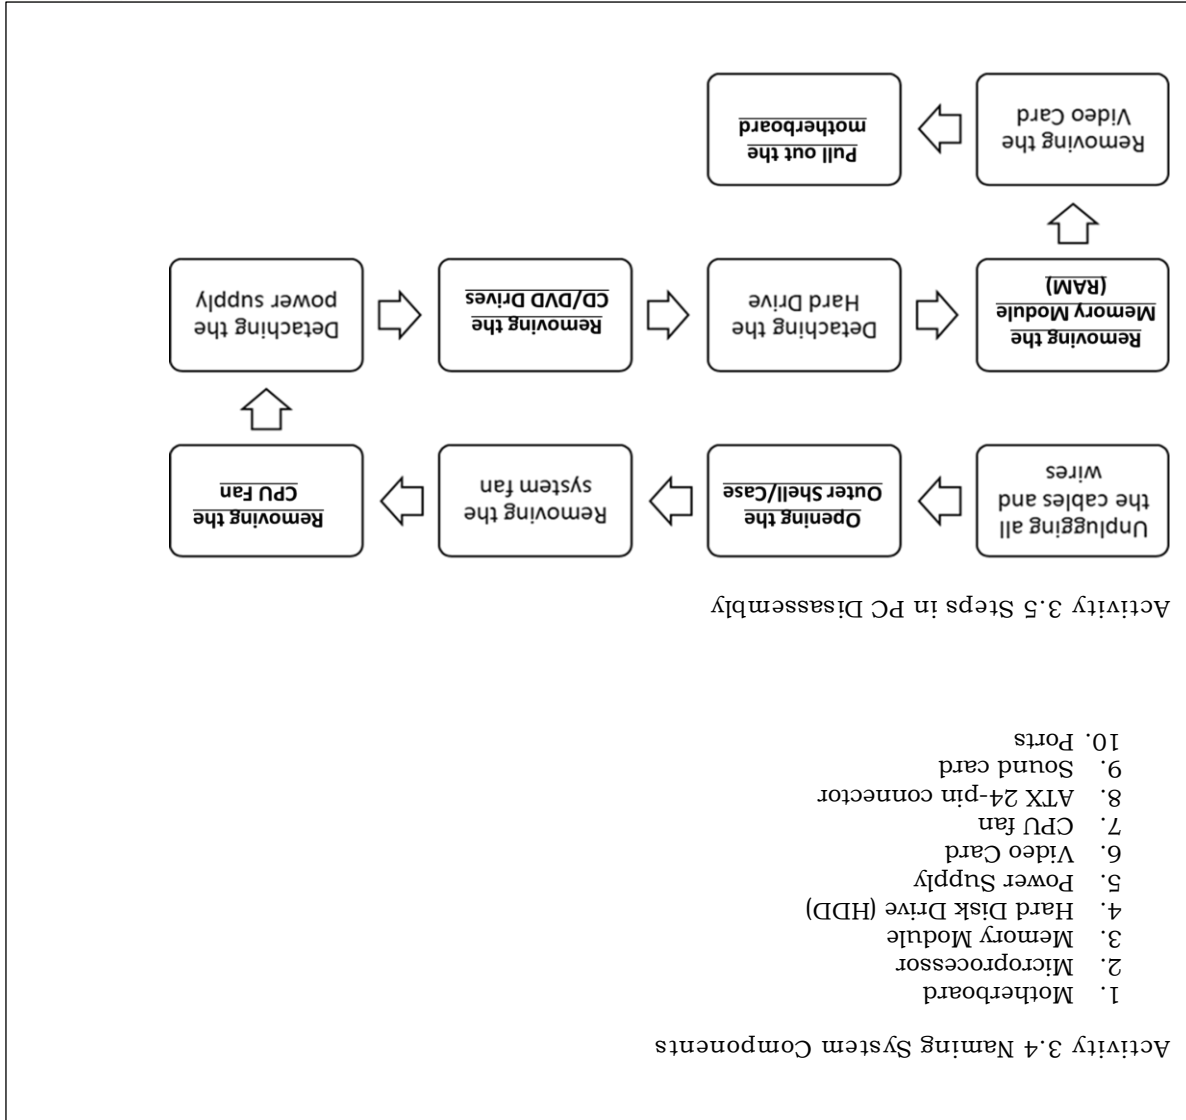 Activity 3.4 Naming System Components
1. Motherboard
2. Microprocessor
3. Memory Module
4. Hard Disk Drive (HDD)
5. Power Supply
6. Video Card
7. CPU fan
8. ATX 24-pin connector
9. Sound card
10. Ports
Activity 3.5 Steps in PC Disassembly
Unplugging all
the cables and
wires
Opening the
Outer Shell/Case
Removing the
system fan
Removing the
CPU Fan
Detaching the
power supply
Removing the
CD/DVD Drives
Detaching the
Hard Drive
Removing the
Memory Module
(RAM)
Removing the
Video Card
Pull out the
motherboard